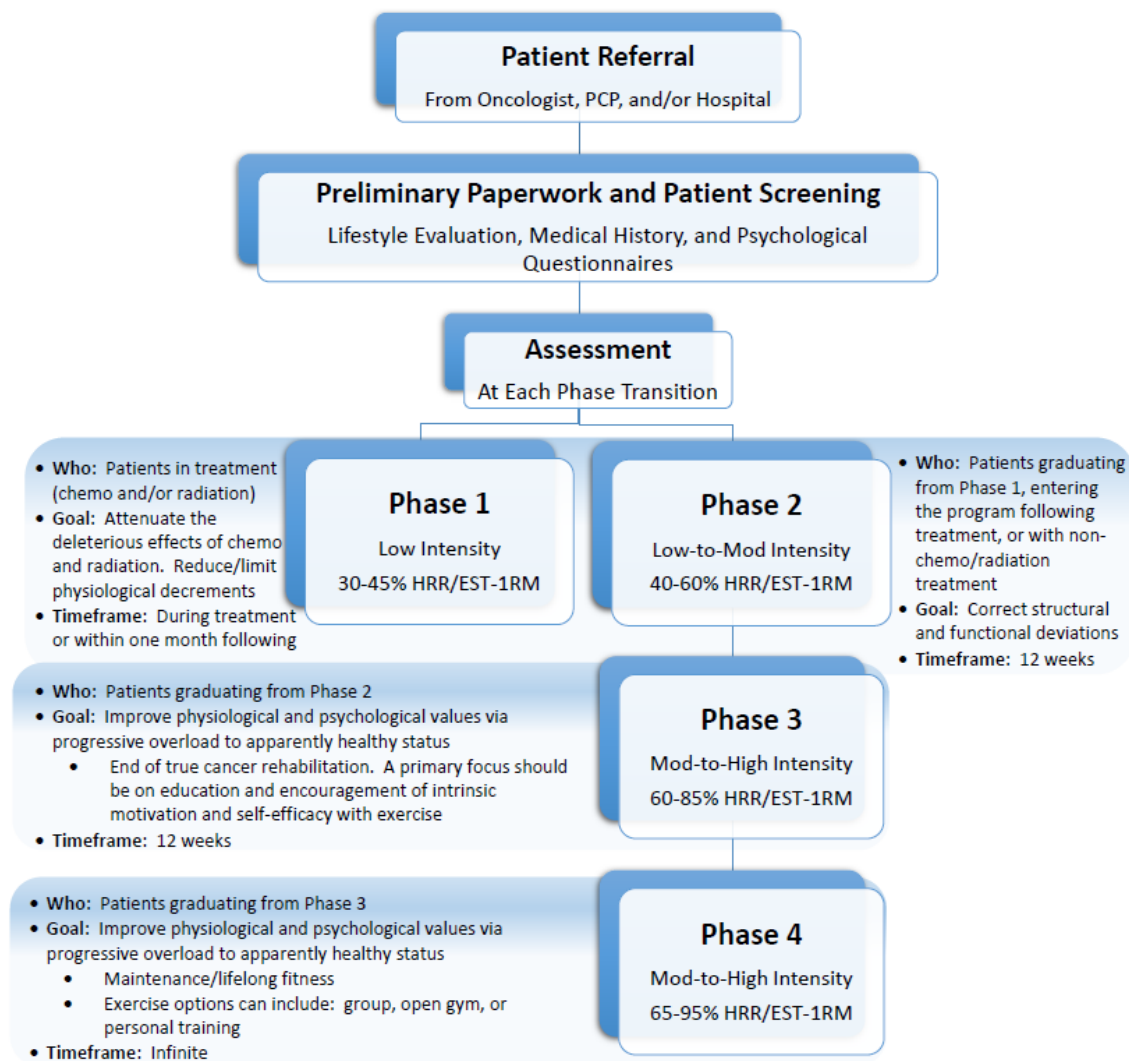 Patient Referral
From Oncologist, PCP, and/or Hospital
Preliminary Paperwork and Patient Screening
Lifestyle Evaluation, Medical History, and Psychological
Questionnaires
Assessment
At Each Phase Transition
• Who: Patients in treatment
(chemo and/or radiation)
• Goal: Attenuate the
deleterious effects of chemo
and radiation. Reduce/limit
physiological decrements
• Timeframe: During treatment
or within one month following
Phase 1
Low Intensity
30-45% HRR/EST-1RM
Phase 2
Low-to-Mod Intensity
40-60% HRR/EST-1RM
• Who: Patients graduating
from Phase 1, entering
the program following
treatment, or with non-
chemo/radiation
treatment
• Goal: Correct structural
and functional deviations
• Timeframe: 12 weeks
• Who: Patients graduating from Phase 2
• Goal: Improve physiological and psychological values via
progressive overload to apparently healthy status
• End of true cancer rehabilitation. A primary focus should
be on education and encouragement of intrinsic
motivation and self-efficacy with exercise
• Timeframe: 12 weeks
Phase 3
Mod-to-High Intensity
60-85% HRR/EST-1RM
• Who: Patients graduating from Phase 3
• Goal: Improve physiological and psychological values via
progressive overload to apparently healthy status
• Maintenance/lifelong fitness
• Exercise options can include: group, open gym, or
personal training
• Timeframe: Infinite
Phase 4
Mod-to-High Intensity
65-95% HRR/EST-1RM